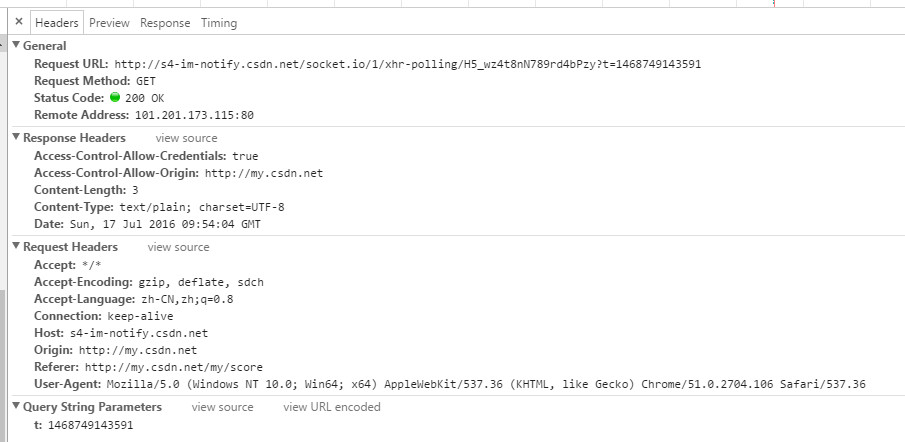 × Headers Preview Response Timing
▼ General
Request URL: http://s4-im-notify.csdn.net/socket.io/1/xhr-polling/H5_wz4t8nN789rd4bPzy?t=1468749143591
Request Method: GET
Status Code: 200 OK
Remote Address: 101.201.173.115:80
▼ Response Headers view source
Access-Control-Allow-Credentials: true
Access-Control-Allow-Origin: http://my.csdn.net
Content-Length: 3
Content-Type: text/plain; charset=UTF-8
Date: Sun, 17 Jul 2016 09:54:04 GMT
▼ Request Headers view source
Accept: */*
Accept-Encoding: gzip, deflate, sdch
Accept-Language: zh-CN,zh;q=0.8
Connection: keep-alive
Host: s4-im-notify.csdn.net
Origin: http://my.csdn.net
Referer: http://my.csdn.net/my/score
User-Agent: Mozilla/5.0 (Windows NT 10.0; Win64; x64) AppleWebKit/537.36 (KHTML, like Gecko) Chrome/51.0.2704.106 Safari/537.36
▼ Query String Parameters view source view URL encoded
t: 1468749143591